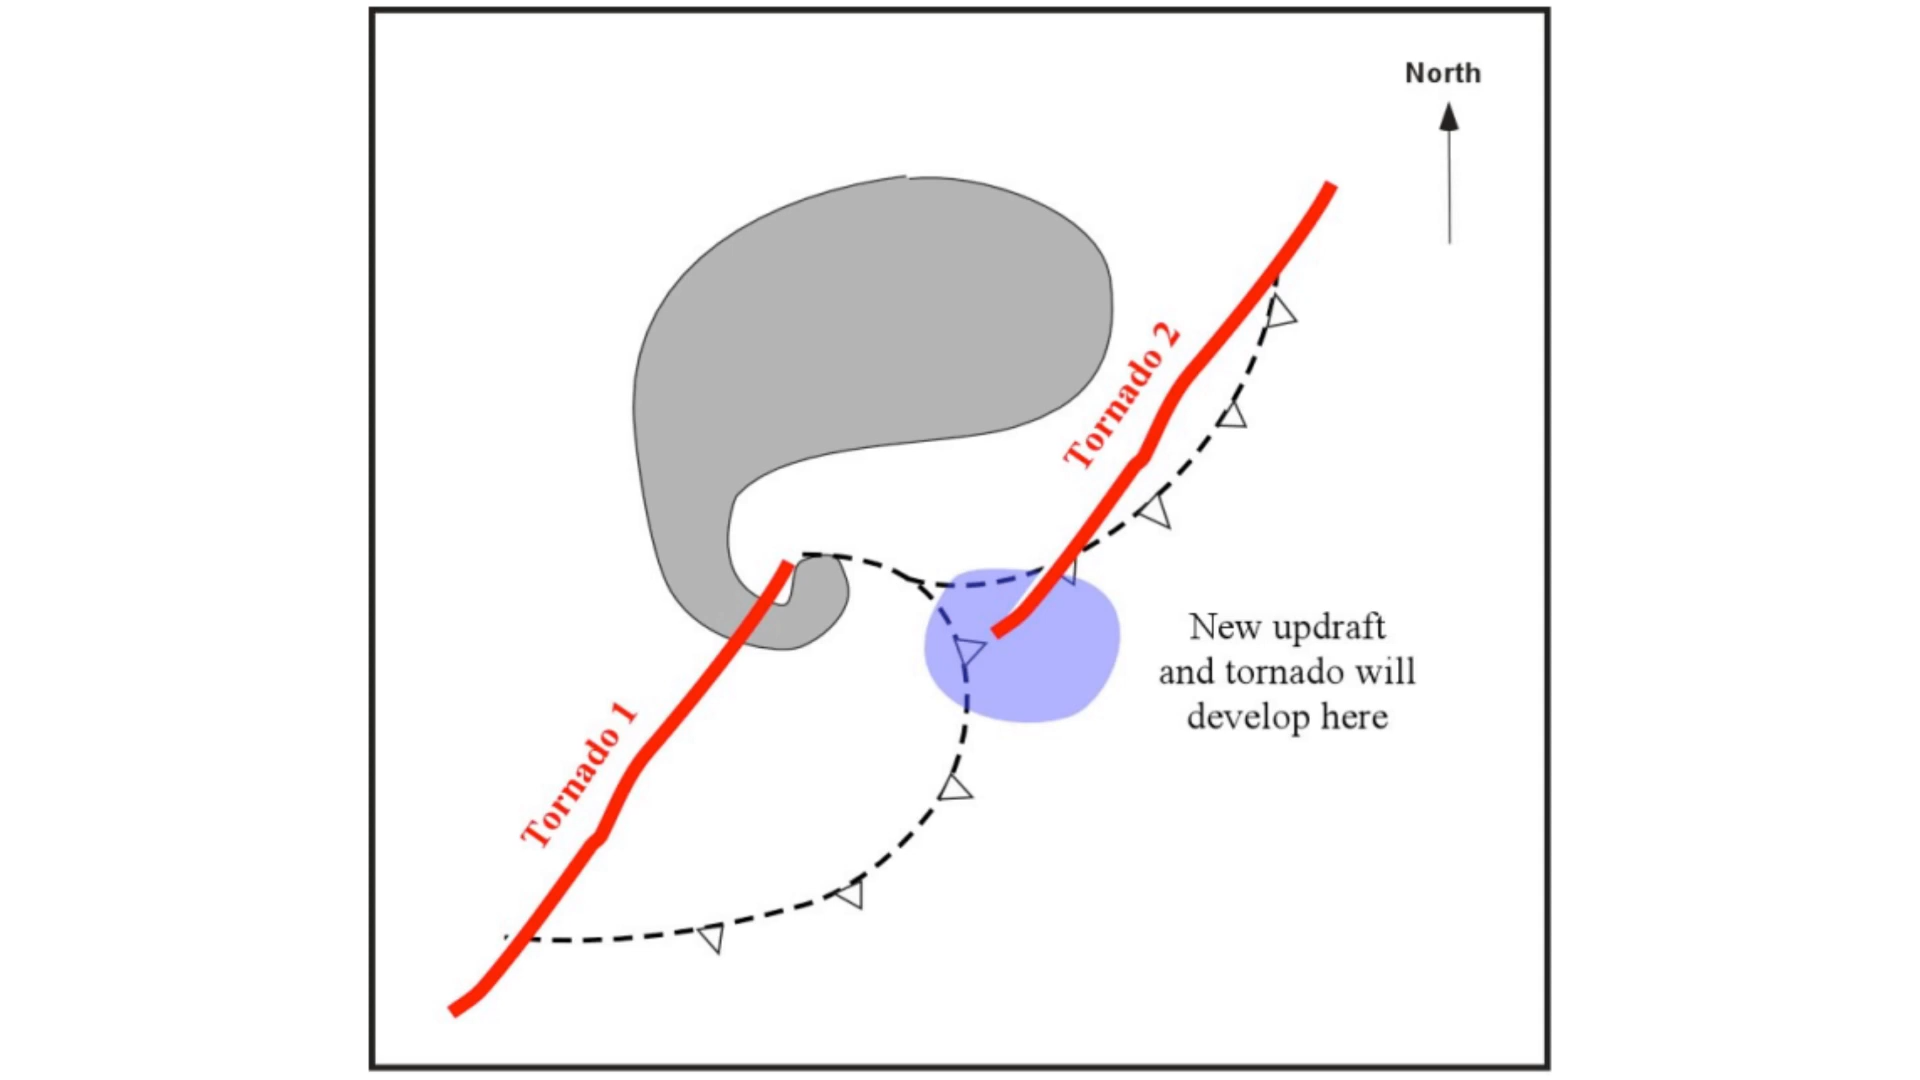 North
Tornado 2
New updraft
and tornado will
develop here
Tornado 1